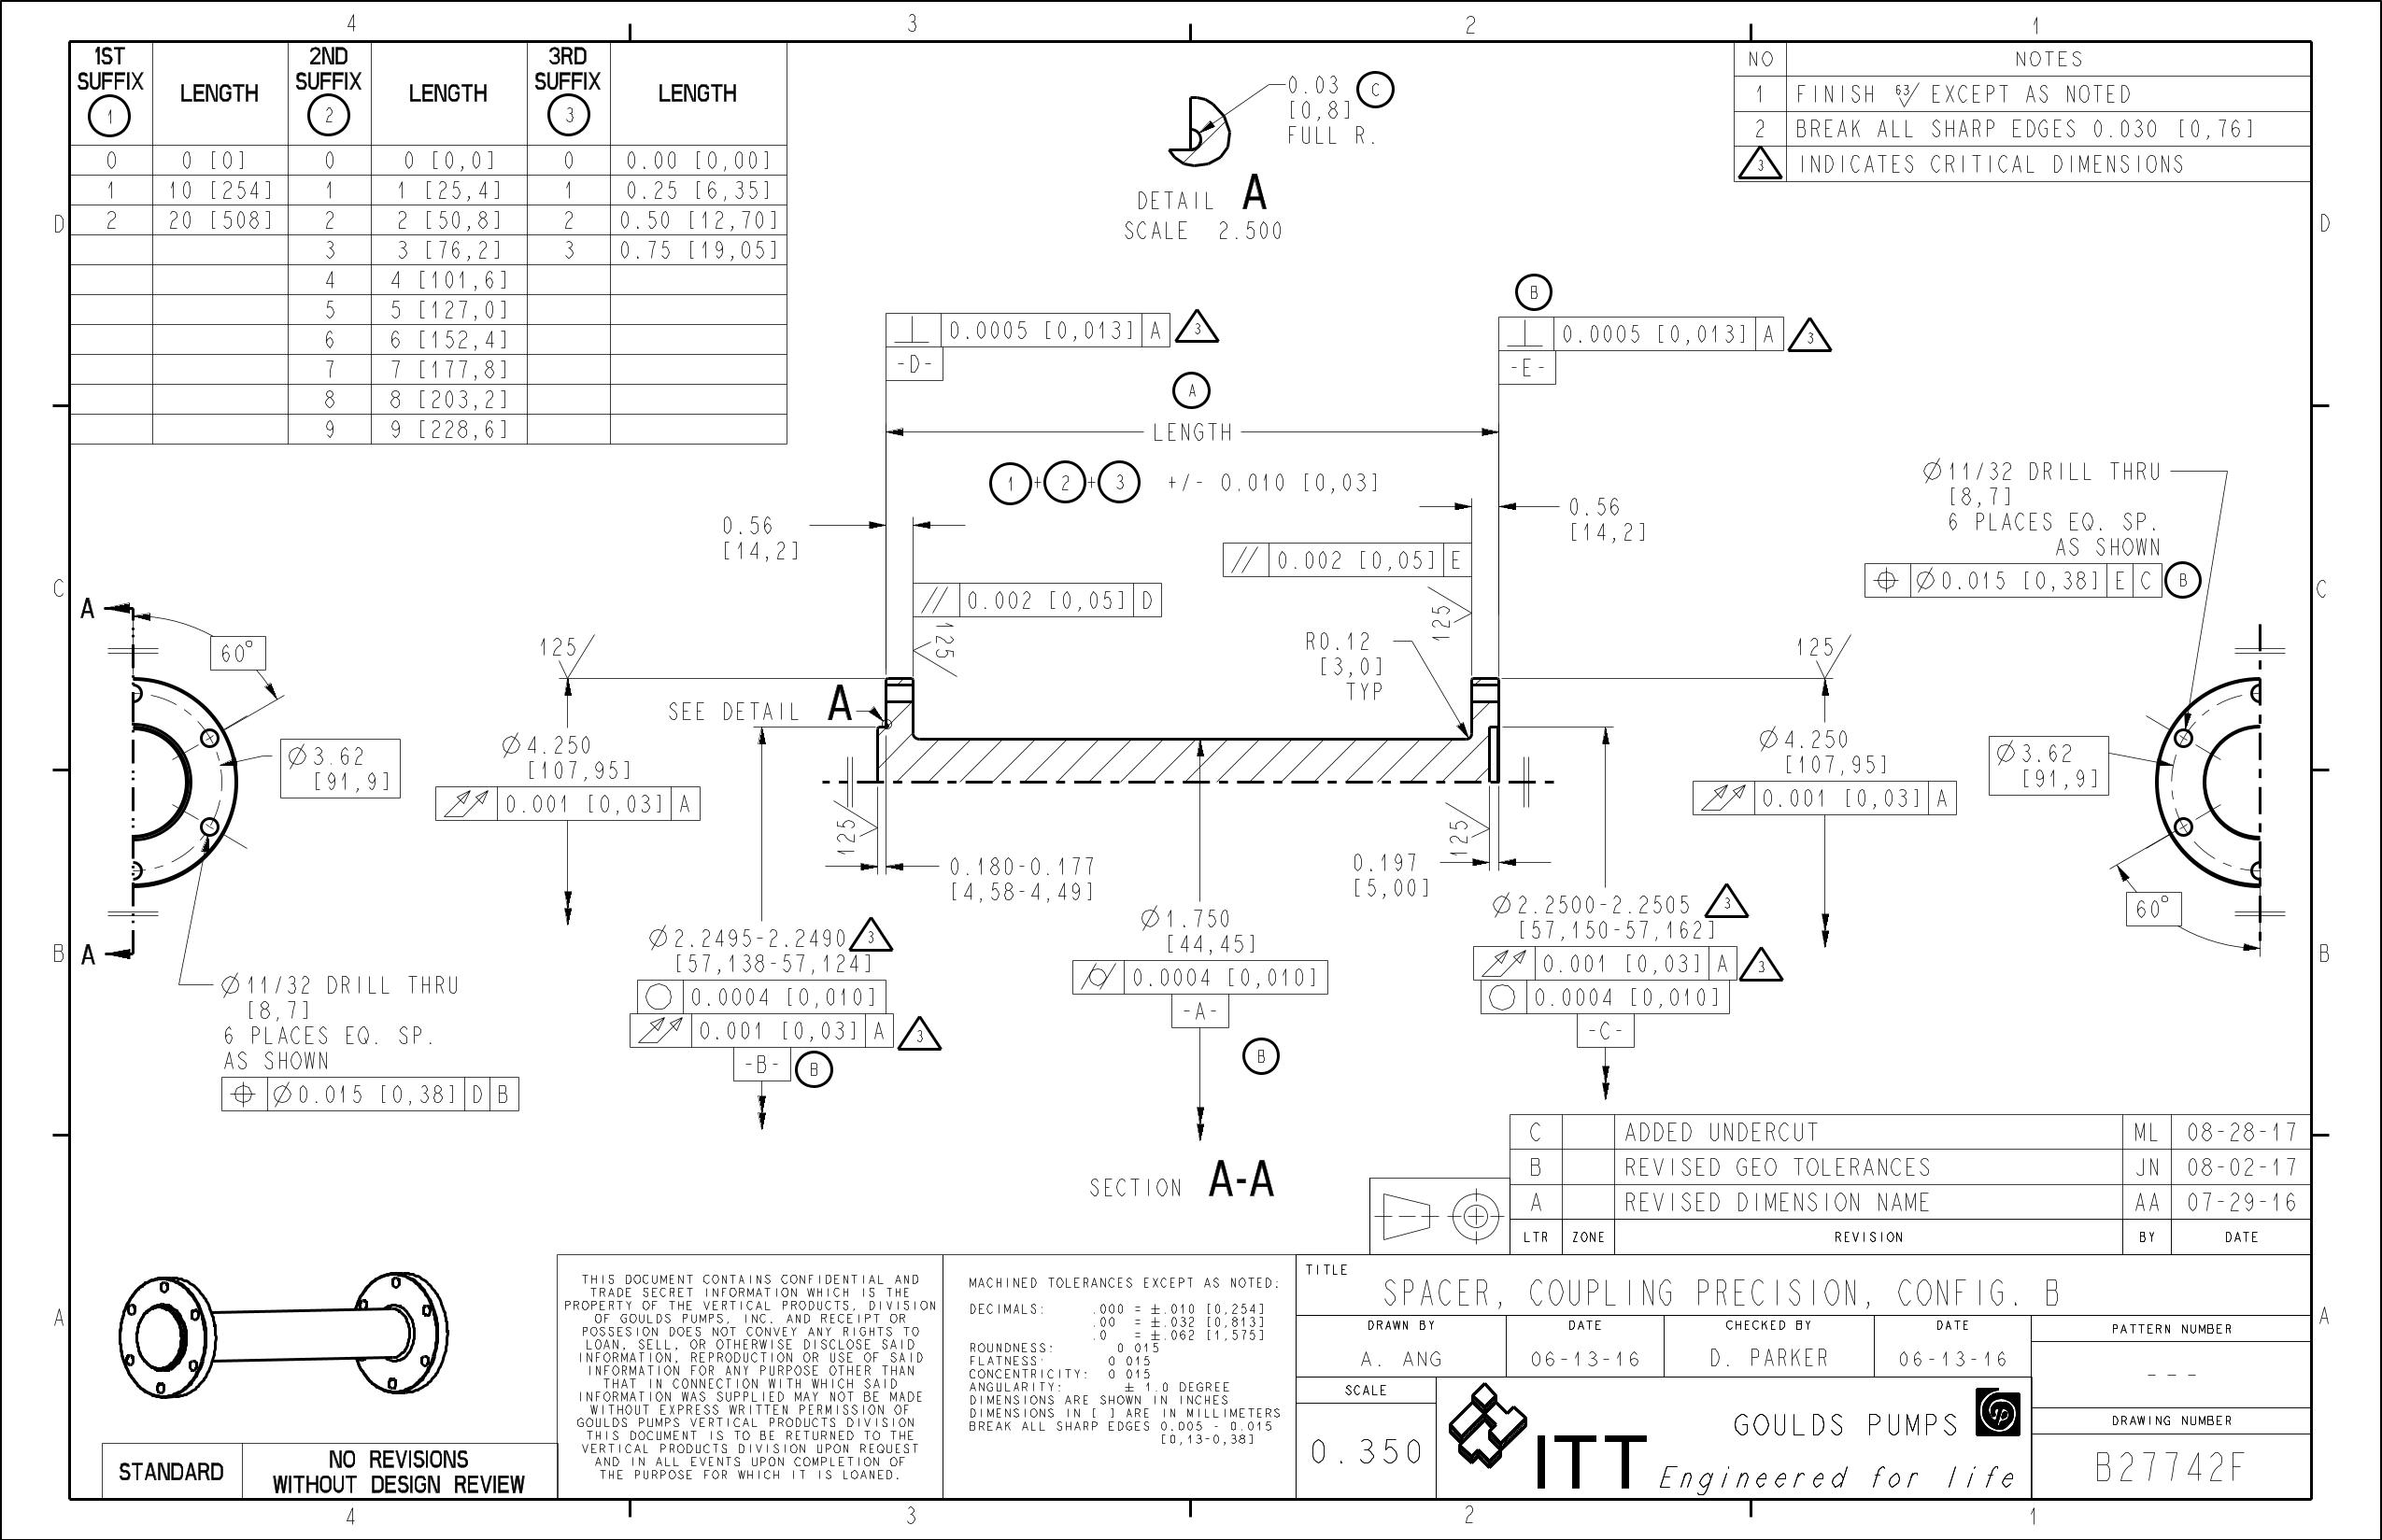 4 3 2 1
1ST SUFFIX 1 LENGTH 2ND SUFFIX 2 LENGTH 3RD SUFFIX 3 LENGTH
0 0 [0] 0 0 [0,0] 0 0.00 [0,00]
1 10 [254] 1 1 [25,4] 1 0.25 [6,35]
2 20 [508] 2 2 [50,8] 2 0.50 [12,70]
3 3 [76,2] 3 0.75 [19,05]
4 4 [101,6]
5 5 [127,0]
6 6 [152,4]
7 7 [177,8]
8 8 [203,2]
9 9 [228,6]
0.03 C
[0,8]
FULL R.
DETAIL A
SCALE 2.500
NO NOTES
1 FINISH 63 EXCEPT AS NOTED
2 BREAK ALL SHARP EDGES 0.030 [0,76]
3 INDICATES CRITICAL DIMENSIONS
D D
⊥ 0.0005 [0,013] A 3
-D-
B
⊥ 0.0005 [0,013] A 3
-E-
A
LENGTH
1+2+3 +/- 0.010 [0,03]
0.56
[14,2]
0.56
[14,2]
// 0.002 [0,05] E
// 0.002 [0,05] D
125
125
R0.12
[3,0]
TYP
Ø11/32 DRILL THRU
[8,7]
6 PLACES EQ. SP.
AS SHOWN
⌖ Ø0.015 [0,38] E C B
C C
A
60°
125
125
SEE DETAIL A
Ø3.62
[91,9]
Ø4.250
[107,95]
0.001 [0,03] A
Ø4.250
[107,95]
0.001 [0,03] A
Ø3.62
[91,9]
125
0.180-0.177
[4,58-4,49]
125
0.197
[5,00]
60°
B A B
Ø2.2495-2.2490 3
[57,138-57,124]
○ 0.0004 [0,010]
0.001 [0,03] A 3
-B- B
Ø1.750
[44,45]
⌭ 0.0004 [0,010]
-A-
B
Ø2.2500-2.2505 3
[57,150-57,162]
0.001 [0,03] A 3
○ 0.0004 [0,010]
-C-
Ø11/32 DRILL THRU
[8,7]
6 PLACES EQ. SP.
AS SHOWN
⌖ Ø0.015 [0,38] D B
SECTION A-A
C ADDED UNDERCUT ML 08-28-17
B REVISED GEO TOLERANCES JN 08-02-17
A REVISED DIMENSION NAME AA 07-29-16
LTR ZONE REVISION BY DATE
A A
STANDARD
NO REVISIONS
WITHOUT DESIGN REVIEW
THIS DOCUMENT CONTAINS CONFIDENTIAL AND
TRADE SECRET INFORMATION WHICH IS THE
PROPERTY OF THE VERTICAL PRODUCTS, DIVISION
OF GOULDS PUMPS, INC. AND RECEIPT OR
POSSESION DOES NOT CONVEY ANY RIGHTS TO
LOAN, SELL, OR OTHERWISE DISCLOSE SAID
INFORMATION, REPRODUCTION OR USE OF SAID
INFORMATION FOR ANY PURPOSE OTHER THAN
THAT IN CONNECTION WITH WHICH SAID
INFORMATION WAS SUPPLIED MAY NOT BE MADE
WITHOUT EXPRESS WRITTEN PERMISSION OF
GOULDS PUMPS VERTICAL PRODUCTS DIVISION
THIS DOCUMENT IS TO BE RETURNED TO THE
VERTICAL PRODUCTS DIVISION UPON REQUEST
AND IN ALL EVENTS UPON COMPLETION OF
THE PURPOSE FOR WHICH IT IS LOANED.
MACHINED TOLERANCES EXCEPT AS NOTED:
DECIMALS: .000 = ±.010 [0,254]
.00 = ±.032 [0,813]
.0 = ±.062 [1,575]
ROUNDNESS: 0 015
FLATNESS: 0 015
CONCENTRICITY: 0 015
ANGULARITY: ± 1.0 DEGREE
DIMENSIONS ARE SHOWN IN INCHES
DIMENSIONS IN [ ] ARE IN MILLIMETERS
BREAK ALL SHARP EDGES 0.005 - 0.015
[0,13-0,38]
TITLE
SPACER, COUPLING PRECISION, CONFIG. B
DRAWN BY DATE CHECKED BY DATE
A. ANG 06-13-16 D. PARKER 06-13-16
PATTERN NUMBER
---
SCALE
0.350
ITT
GOULDS PUMPS
Engineered for life
DRAWING NUMBER
B27742F
4 3 2 1